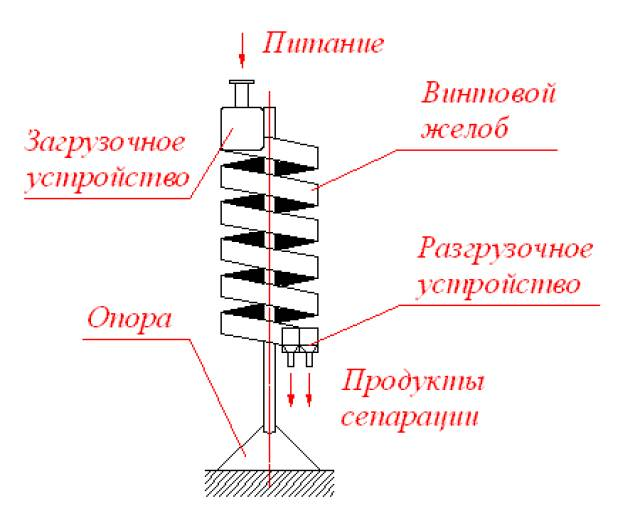 Питание
Винтовой
желоб
Загрузочное
устройство
Разгрузочное
устройство
Опора
Продукты
сепарации